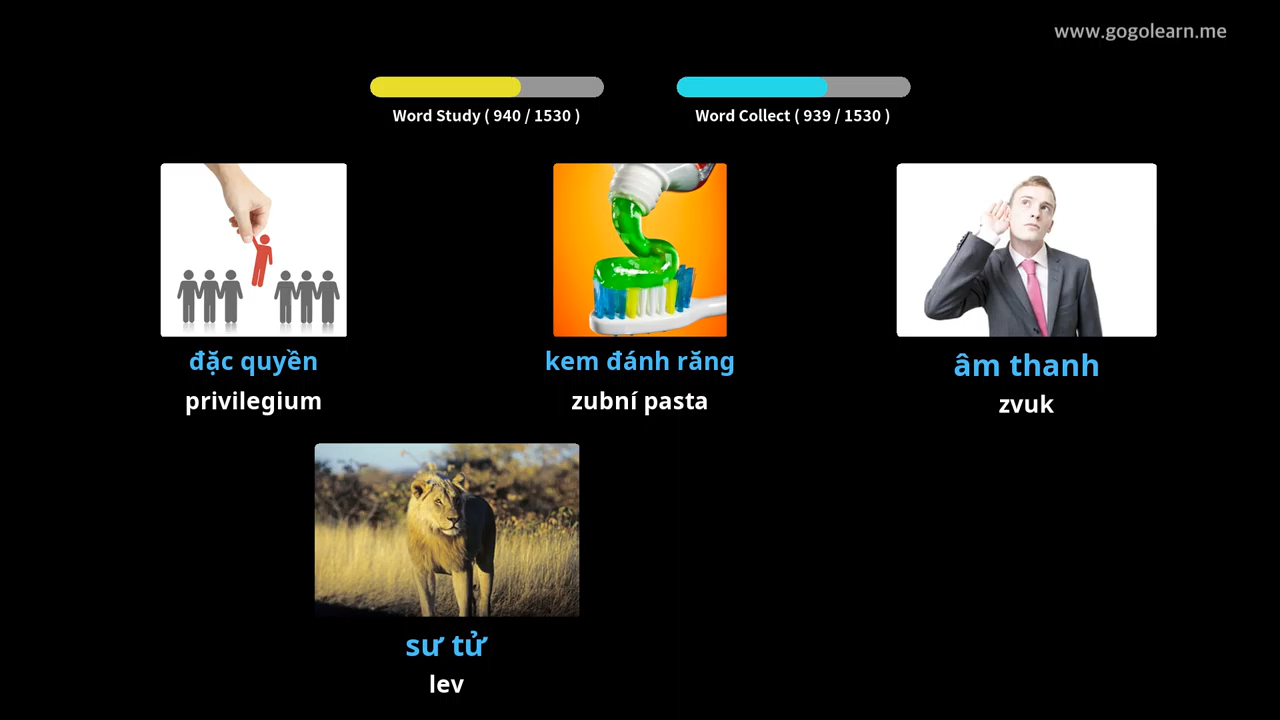 www.gogolearn.me
Word Study ( 940 / 1530 )
Word Collect ( 939 / 1530 )
đặc quyền
privilegium
kem đánh răng
zubní pasta
âm thanh
zvuk
sư tử
lev